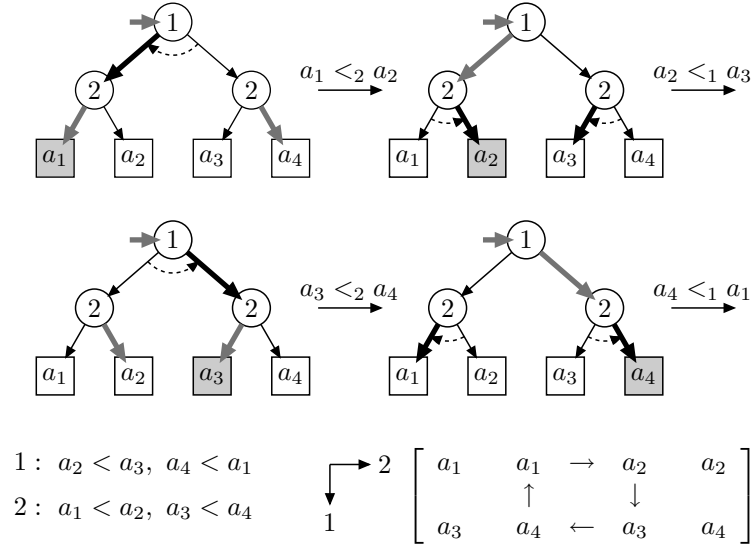 1 1
a₁ <₂ a₂ a₂ <₁ a₃
2 2 2 2
a₁ a₂ a₃ a₄ a₁ a₂ a₃ a₄
1 1
a₃ <₂ a₄ a₄ <₁ a₁
2 2 2 2
a₁ a₂ a₃ a₄ a₁ a₂ a₃ a₄
1 : a₂ < a₃, a₄ < a₁
2 : a₁ < a₂, a₃ < a₄
2
1
a₁ a₁ → a₂ a₂
↑ ↓
a₃ a₄ ← a₃ a₄